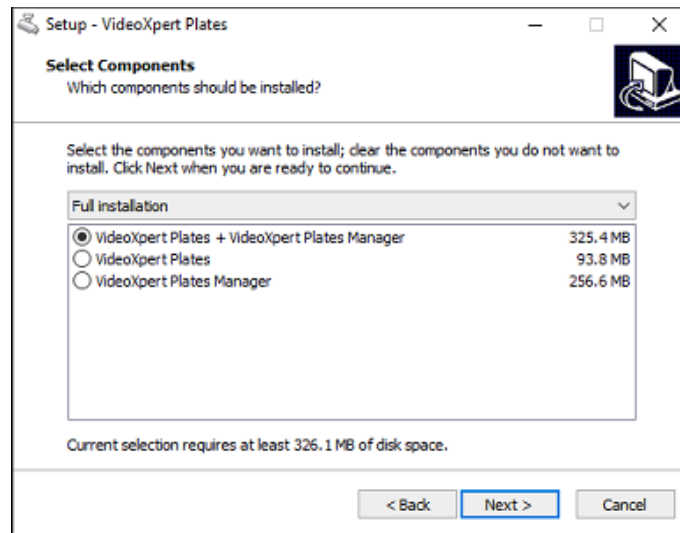 Setup - VideoXpert Plates
Select Components
Which components should be installed?
Select the components you want to install; clear the components you do not want to
install. Click Next when you are ready to continue.
Full installation
VideoXpert Plates + VideoXpert Plates Manager 325.4 MB
VideoXpert Plates 93.8 MB
VideoXpert Plates Manager 256.6 MB
Current selection requires at least 326.1 MB of disk space.
< Back Next > Cancel